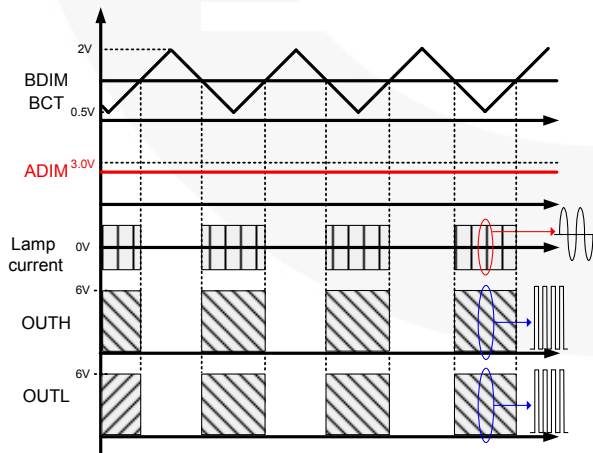 2V
BDIM
BCT
0.5V
ADIM 3.0V
Lamp
current
0V
6V
OUTH
6V
OUTL